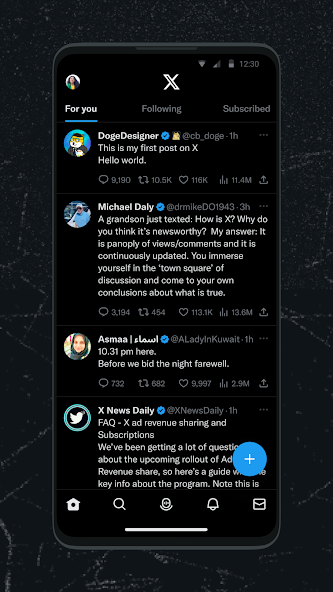 12:30
X
For you Following Subscribed
DogeDesigner @cb_doge · 1h
This is my first post on X
Hello world.
9,190 10.5K 116K 11.4M
Michael Daly @drmikeDO1943 · 3h
A grandson just texted: How is X? Why do
you think it's newsworthy? My answer: It
is panoply of views/comments and it is
continuously updated. You immerse
yourself in the 'town square' of
discussion and come to your own
conclusions about what is true.
3,194 454 113.1K 13.6M
Asmaa | اسماء @ALadyInKuwait · 1h
10.31 pm here.
Before we bid the night farewell.
732 682 9,997 2.9M
X News Daily @XNewsDaily · 1h
FAQ - X ad revenue sharing and
Subscriptions
We've been getting a lot of
about the upcoming rollout of
Revenue share, so here's a guide
key info about the program. Note this is